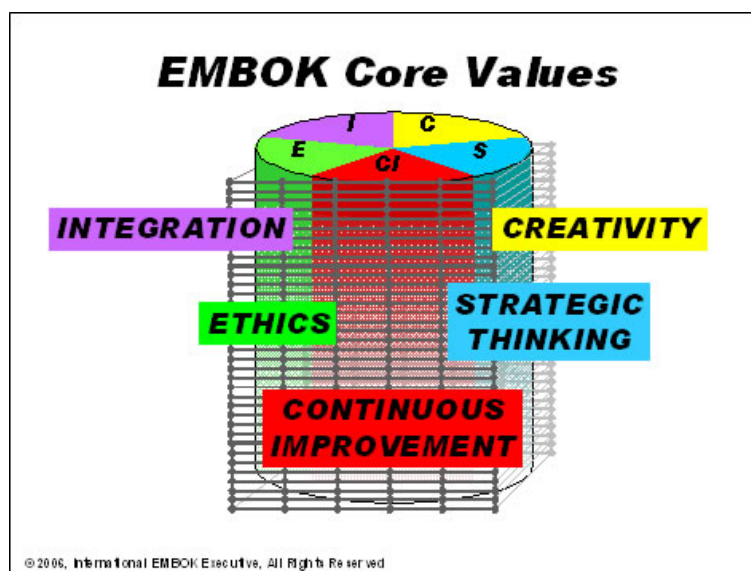 EMBOK Core Values
I
C
E
S
CI
INTEGRATION
CREATIVITY
ETHICS
STRATEGIC
THINKING
CONTINUOUS
IMPROVEMENT
© 2006, International EMBOK Executive, All Rights Reserved